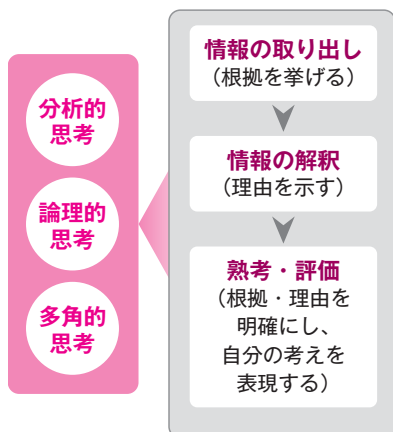 分析的
思考
論理的
思考
多角的
思考
情報の取り出し
（根拠を挙げる）
情報の解釈
（理由を示す）
熟考・評価
（根拠・理由を
明確にし、
自分の考えを
表現する）